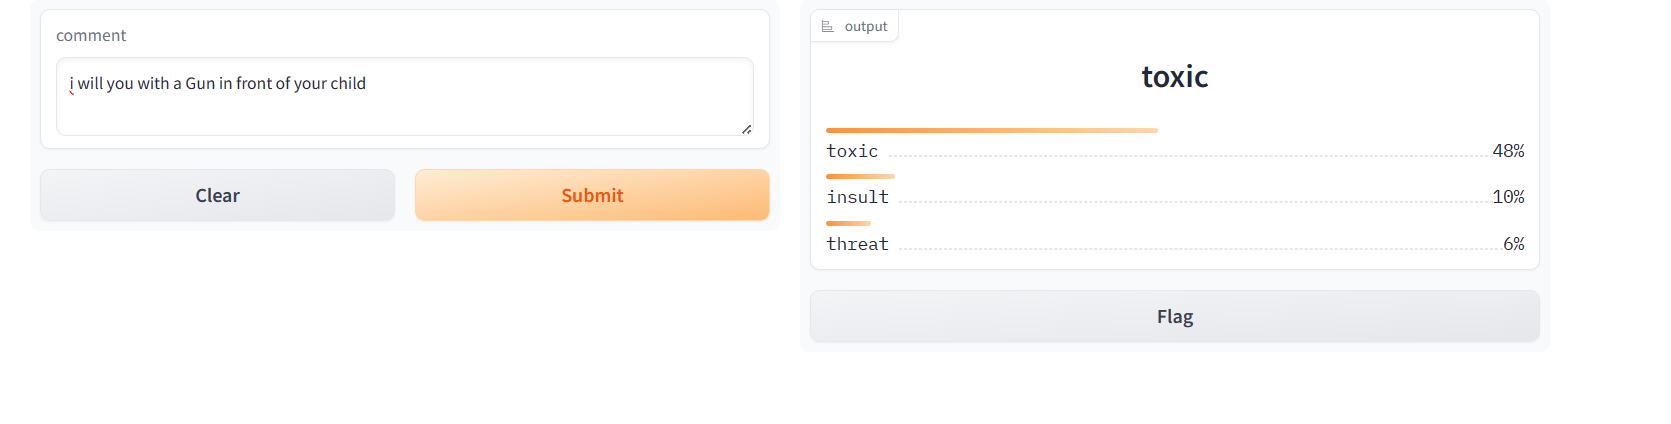 comment
i will you with a Gun in front of your child
Clear
Submit
output
toxic
toxic 48%
insult 10%
threat 6%
Flag